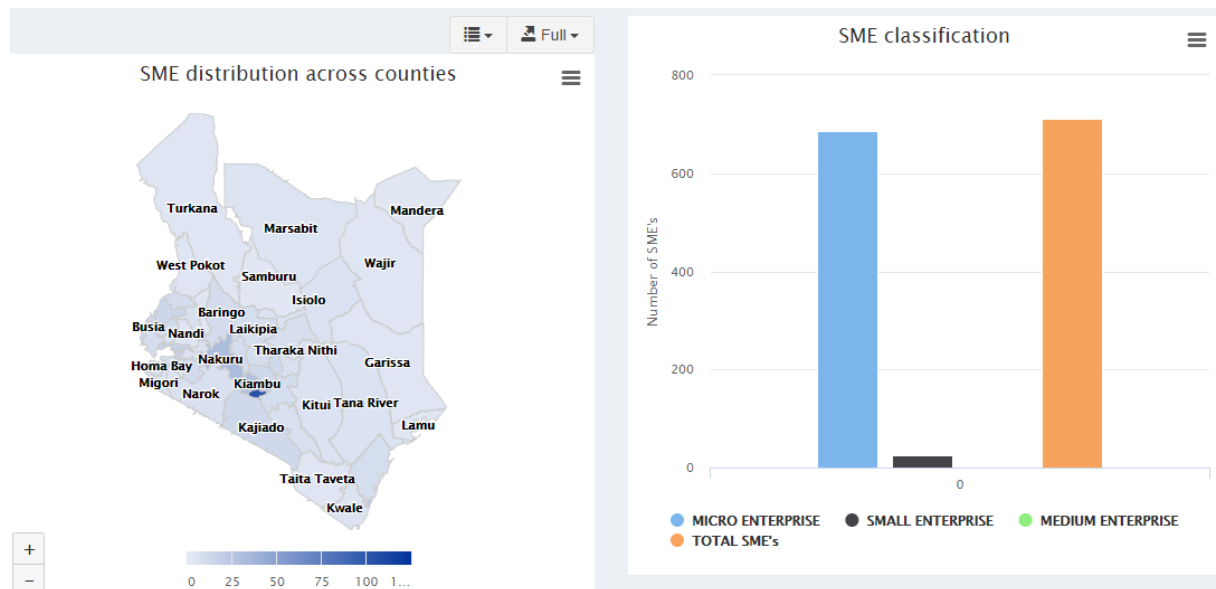 Full
SME distribution across counties
Turkana
Mandera
Marsabit
Wajir
West Pokot
Samburu
Isiolo
Baringo
Busia
Nandi
Laikipia
Tharaka Nithi
Nakuru
Garissa
Homa Bay
Migori
Kiambu
Narok
Kitui
Tana River
Kajiado
Lamu
Taita Taveta
Kwale
+
−
0 25 50 75 100 1...
SME classification
800
600
400
200
0
Number of SME's
0
MICRO ENTERPRISE SMALL ENTERPRISE MEDIUM ENTERPRISE
TOTAL SME's